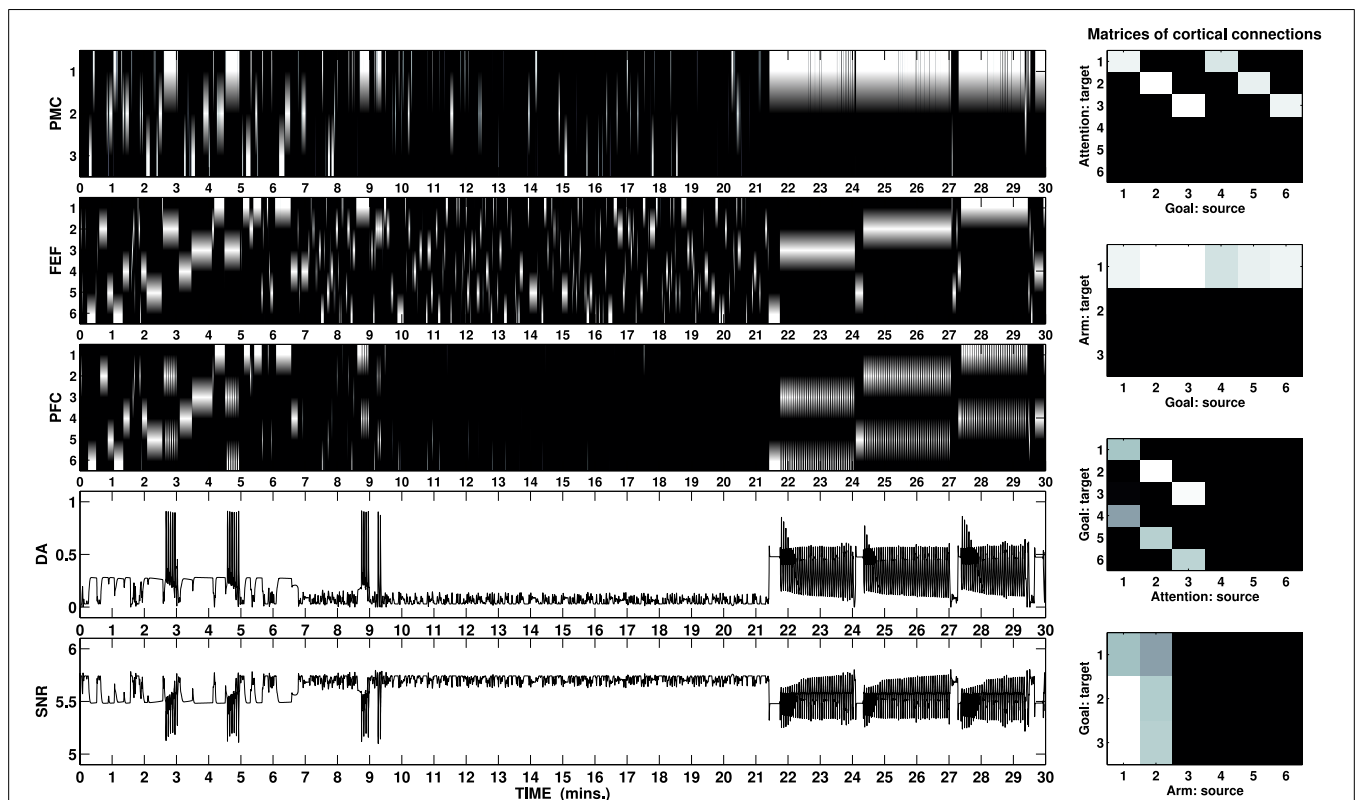 PMC
1
2
3
0 1 2 3 4 5 6 7 8 9 10 11 12 13 14 15 16 17 18 19 20 21 22 23 24 25 26 27 28 29 30
FEF
1
2
3
4
5
6
0 1 2 3 4 5 6 7 8 9 10 11 12 13 14 15 16 17 18 19 20 21 22 23 24 25 26 27 28 29 30
PFC
1
2
3
4
5
6
0 1 2 3 4 5 6 7 8 9 10 11 12 13 14 15 16 17 18 19 20 21 22 23 24 25 26 27 28 29 30
DA
1
0.5
0
0 1 2 3 4 5 6 7 8 9 10 11 12 13 14 15 16 17 18 19 20 21 22 23 24 25 26 27 28 29 30
SNR
6
5.5
5
0 1 2 3 4 5 6 7 8 9 10 11 12 13 14 15 16 17 18 19 20 21 22 23 24 25 26 27 28 29 30
TIME (mins.)
Matrices of cortical connections
Attention: target
1
2
3
4
5
6
1 2 3 4 5 6
Goal: source
Arm: target
1
2
3
1 2 3 4 5 6
Goal: source
Goal: target
1
2
3
4
5
6
1 2 3 4 5 6
Attention: source
Goal: target
1
2
3
1 2 3 4 5 6
Arm: source